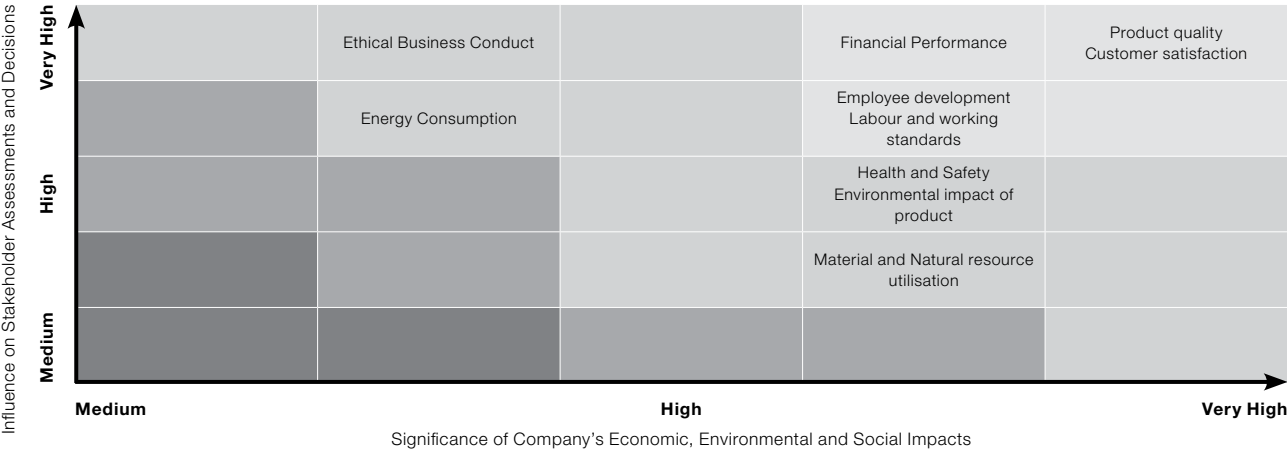 Influence on Stakeholder Assessments and Decisions
Very High
High
Medium
Ethical Business Conduct
Financial Performance
Product quality
Customer satisfaction
Energy Consumption
Employee development
Labour and working
standards
Health and Safety
Environmental impact of
product
Material and Natural resource
utilisation
Medium
High
Very High
Significance of Company’s Economic, Environmental and Social Impacts